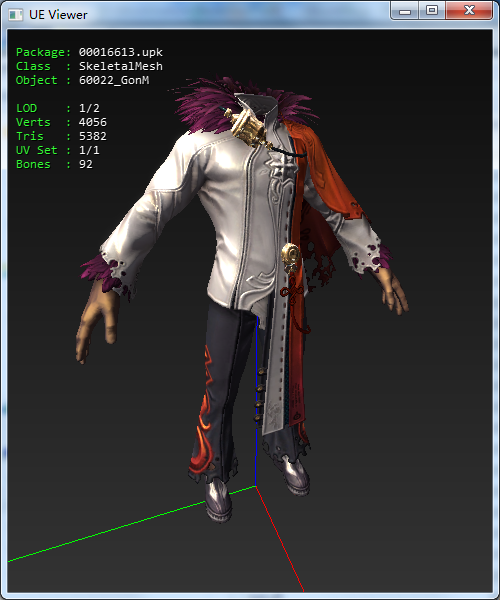 UE Viewer
Package: 00016613.upk
Class : SkeletalMesh
Object : 60022_GonM
LOD : 1/2
Verts : 4056
Tris : 5382
UV Set : 1/1
Bones : 92